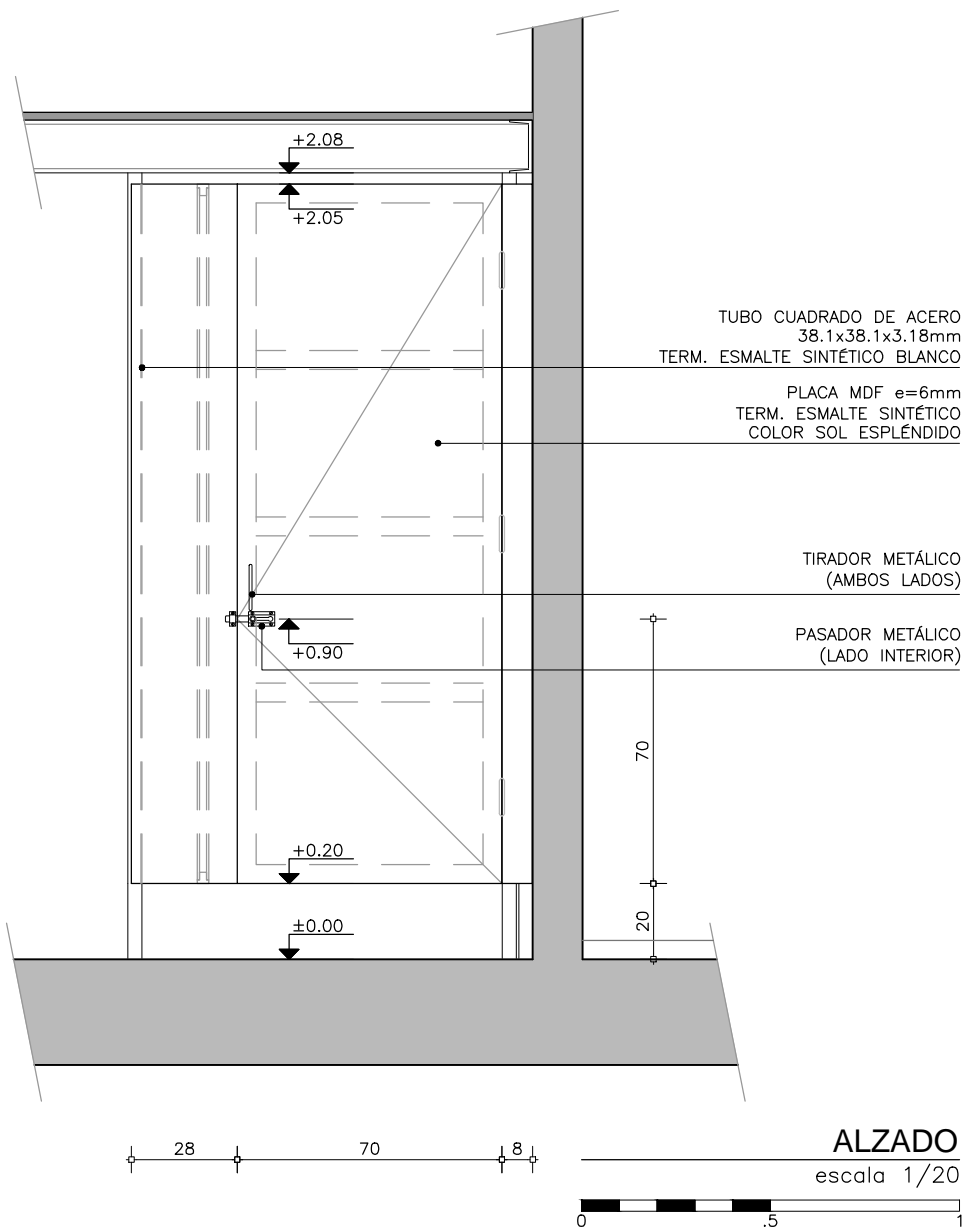 +2.08
+2.05
TUBO CUADRADO DE ACERO
38.1x38.1x3.18mm
TERM. ESMALTE SINTÉTICO BLANCO
PLACA MDF e=6mm
TERM. ESMALTE SINTÉTICO
COLOR SOL ESPLÉNDIDO
TIRADOR METÁLICO
(AMBOS LADOS)
+0.90
PASADOR METÁLICO
(LADO INTERIOR)
70
+0.20
20
±0.00
28 70 8
ALZADO
escala 1/20
0 .5 1